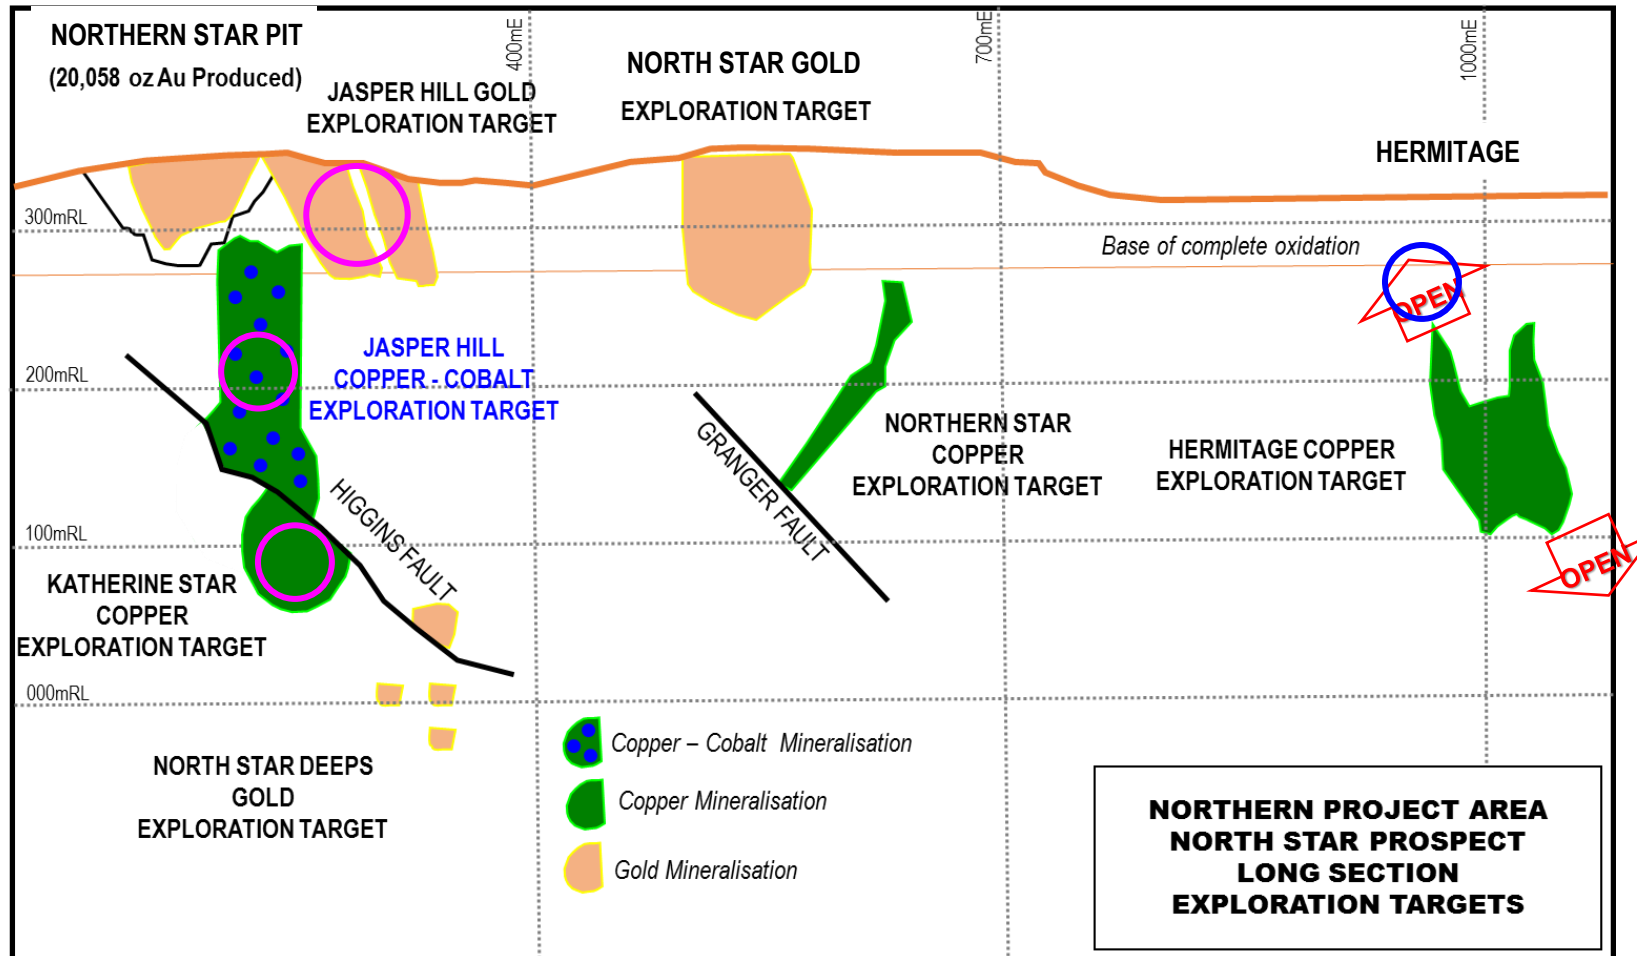 NORTHERN STAR PIT
(20,058 oz Au Produced)
JASPER HILL GOLD
EXPLORATION TARGET
400mE
NORTH STAR GOLD
EXPLORATION TARGET
700mE
1000mE
HERMITAGE
300mRL
Base of complete oxidation
OPEN
JASPER HILL
COPPER - COBALT
EXPLORATION TARGET
200mRL
GRANGER FAULT
NORTHERN STAR
COPPER
EXPLORATION TARGET
HERMITAGE COPPER
EXPLORATION TARGET
HIGGINS FAULT
100mRL
OPEN
KATHERINE STAR
COPPER
EXPLORATION TARGET
000mRL
NORTH STAR DEEPS
GOLD
EXPLORATION TARGET
Copper – Cobalt Mineralisation
Copper Mineralisation
Gold Mineralisation
NORTHERN PROJECT AREA
NORTH STAR PROSPECT
LONG SECTION
EXPLORATION TARGETS